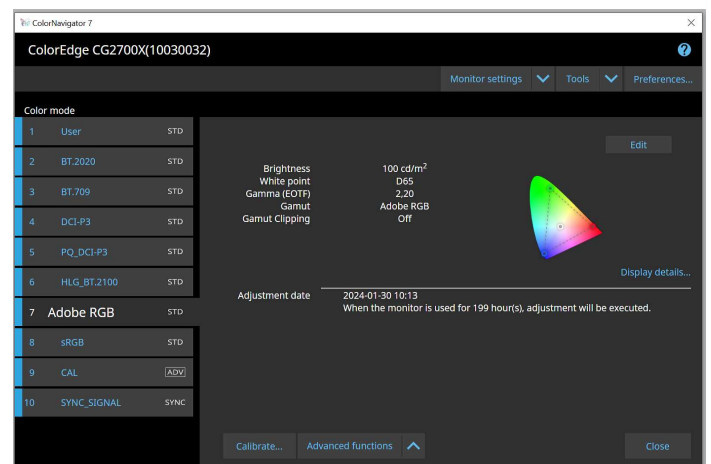 ColorNavigator 7
ColorEdge CG2700X(10030032)
?
Monitor settings Tools Preferences...
Color mode
1 User STD
2 BT.2020 STD
3 BT.709 STD
4 DCI-P3 STD
5 PQ_DCI-P3 STD
6 HLG_BT.2100 STD
7 Adobe RGB STD
8 sRGB STD
9 CAL ADV
10 SYNC_SIGNAL SYNC
Edit
Brightness 100 cd/m²
White point D65
Gamma (EOTF) 2,20
Gamut Adobe RGB
Gamut Clipping Off
Display details...
Adjustment date 2024-01-30 10:13
When the monitor is used for 199 hour(s), adjustment will be executed.
Calibrate... Advanced functions Close